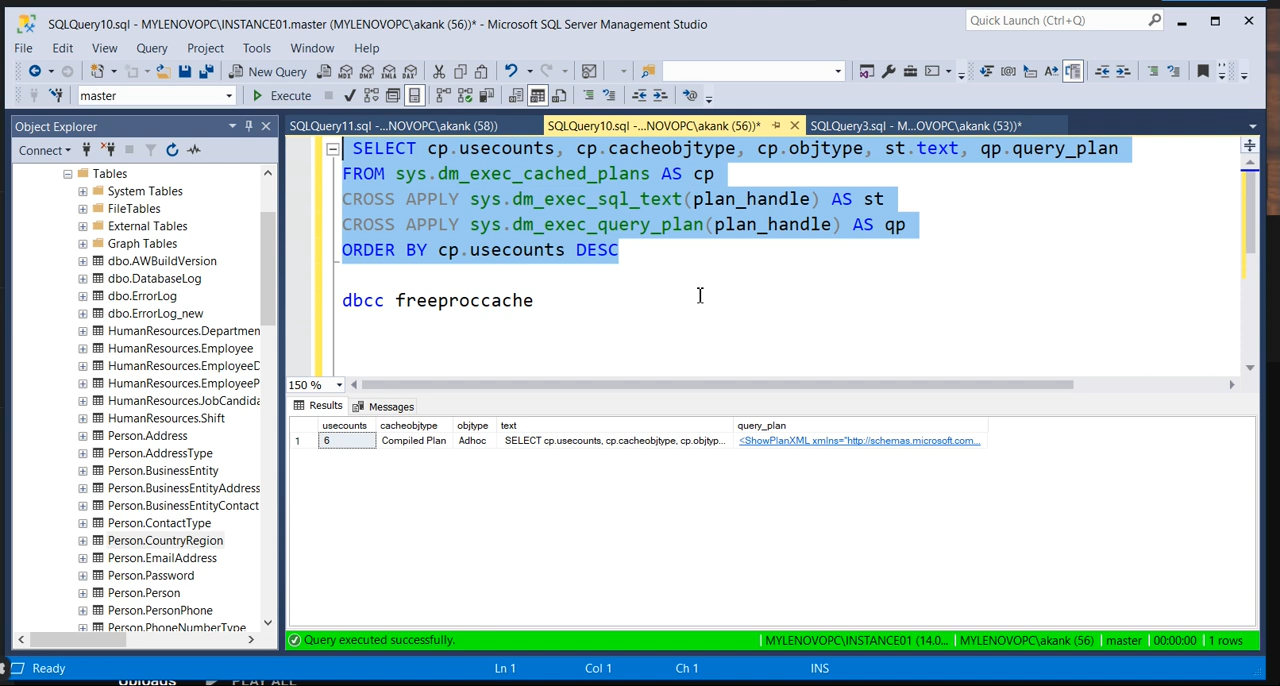 SQLQuery10.sql - MYLENOVOPC\INSTANCE01.master (MYLENOVOPC\akank (56))* - Microsoft SQL Server Management Studio
Quick Launch (Ctrl+Q)
File Edit View Query Project Tools Window Help
New Query MDX DMX XMLA DAX
master Execute
Object Explorer
Connect
Tables
System Tables
FileTables
External Tables
Graph Tables
dbo.AWBuildVersion
dbo.DatabaseLog
dbo.ErrorLog
dbo.ErrorLog_new
HumanResources.Departmen
HumanResources.Employee
HumanResources.EmployeeD
HumanResources.EmployeeP
HumanResources.JobCandida
HumanResources.Shift
Person.Address
Person.AddressType
Person.BusinessEntity
Person.BusinessEntityAddress
Person.BusinessEntityContact
Person.ContactType
Person.CountryRegion
Person.EmailAddress
Person.Password
Person.Person
Person.PersonPhone
Person.PhoneNumberType
SQLQuery11.sql -...NOVOPC\akank (58)) SQLQuery10.sql -...NOVOPC\akank (56))* SQLQuery3.sql - M...OVOPC\akank (53))*
SELECT cp.usecounts, cp.cacheobjtype, cp.objtype, st.text, qp.query_plan
FROM sys.dm_exec_cached_plans AS cp
CROSS APPLY sys.dm_exec_sql_text(plan_handle) AS st
CROSS APPLY sys.dm_exec_query_plan(plan_handle) AS qp
ORDER BY cp.usecounts DESC
dbcc freeproccache
150 %
Results Messages
usecounts cacheobjtype objtype text query_plan
1 6 Compiled Plan Adhoc SELECT cp.usecounts, cp.cacheobjtype, cp.objtyp... <ShowPlanXML xmlns="http://schemas.microsoft.com...
Query executed successfully. MYLENOVOPC\INSTANCE01 (14.0... MYLENOVOPC\akank (56) master 00:00:00 1 rows
Ready Ln 1 Col 1 Ch 1 INS
Uploads PLAY ALL